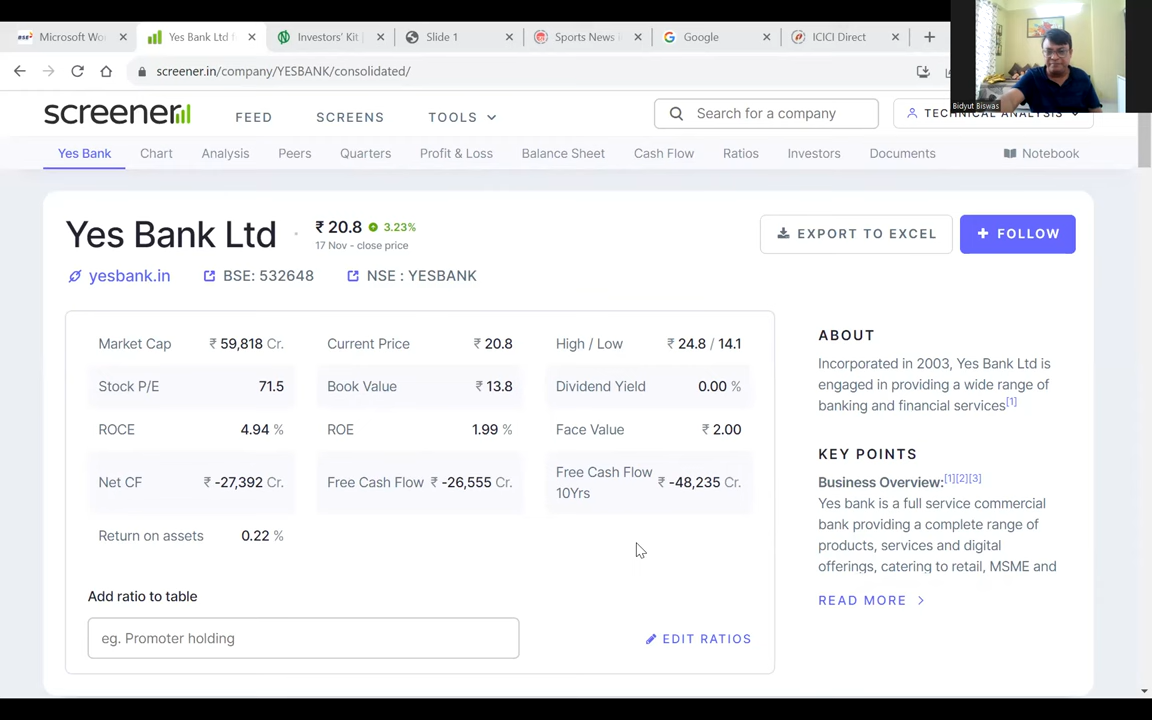 Microsoft Wo
Yes Bank Ltd f
Investors' Kit
Slide 1
Sports News
Google
ICICI Direct
screener.in/company/YESBANK/consolidated/
Bidyut Biswas
screener
FEED
SCREENS
TOOLS
Search for a company
TECHNICAL ANALYSIS
Yes Bank
Chart
Analysis
Peers
Quarters
Profit & Loss
Balance Sheet
Cash Flow
Ratios
Investors
Documents
Notebook
Yes Bank Ltd
₹ 20.8 3.23%
17 Nov - close price
EXPORT TO EXCEL
+ FOLLOW
yesbank.in
BSE: 532648
NSE : YESBANK
Market Cap ₹ 59,818 Cr.
Current Price ₹ 20.8
High / Low ₹ 24.8 / 14.1
Stock P/E 71.5
Book Value ₹ 13.8
Dividend Yield 0.00 %
ROCE 4.94 %
ROE 1.99 %
Face Value ₹ 2.00
Net CF ₹ -27,392 Cr.
Free Cash Flow ₹ -26,555 Cr.
Free Cash Flow
10Yrs ₹ -48,235 Cr.
Return on assets 0.22 %
Add ratio to table
eg. Promoter holding
EDIT RATIOS
ABOUT
Incorporated in 2003, Yes Bank Ltd is
engaged in providing a wide range of
banking and financial services[1]
KEY POINTS
Business Overview:[1][2][3]
Yes bank is a full service commercial
bank providing a complete range of
products, services and digital
offerings, catering to retail, MSME and
READ MORE >